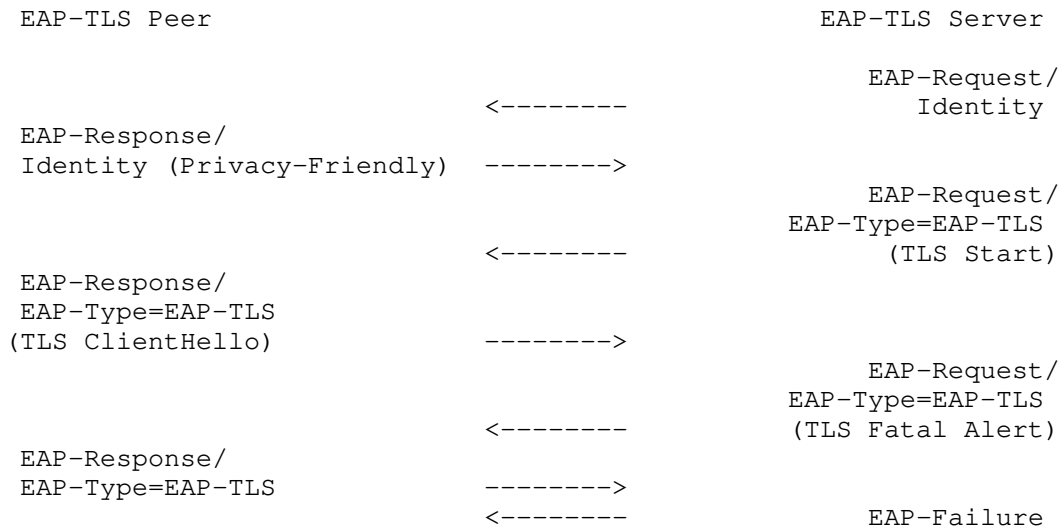 EAP-TLS Peer                                      EAP-TLS Server
EAP-Request/
<--------                   Identity
EAP-Response/
Identity (Privacy-Friendly)  -------->
EAP-Request/
EAP-Type=EAP-TLS
<--------                 (TLS Start)
EAP-Response/
EAP-Type=EAP-TLS
(TLS ClientHello)             -------->
EAP-Request/
EAP-Type=EAP-TLS
<--------           (TLS Fatal Alert)
EAP-Response/
EAP-Type=EAP-TLS             -------->
<--------                EAP-Failure